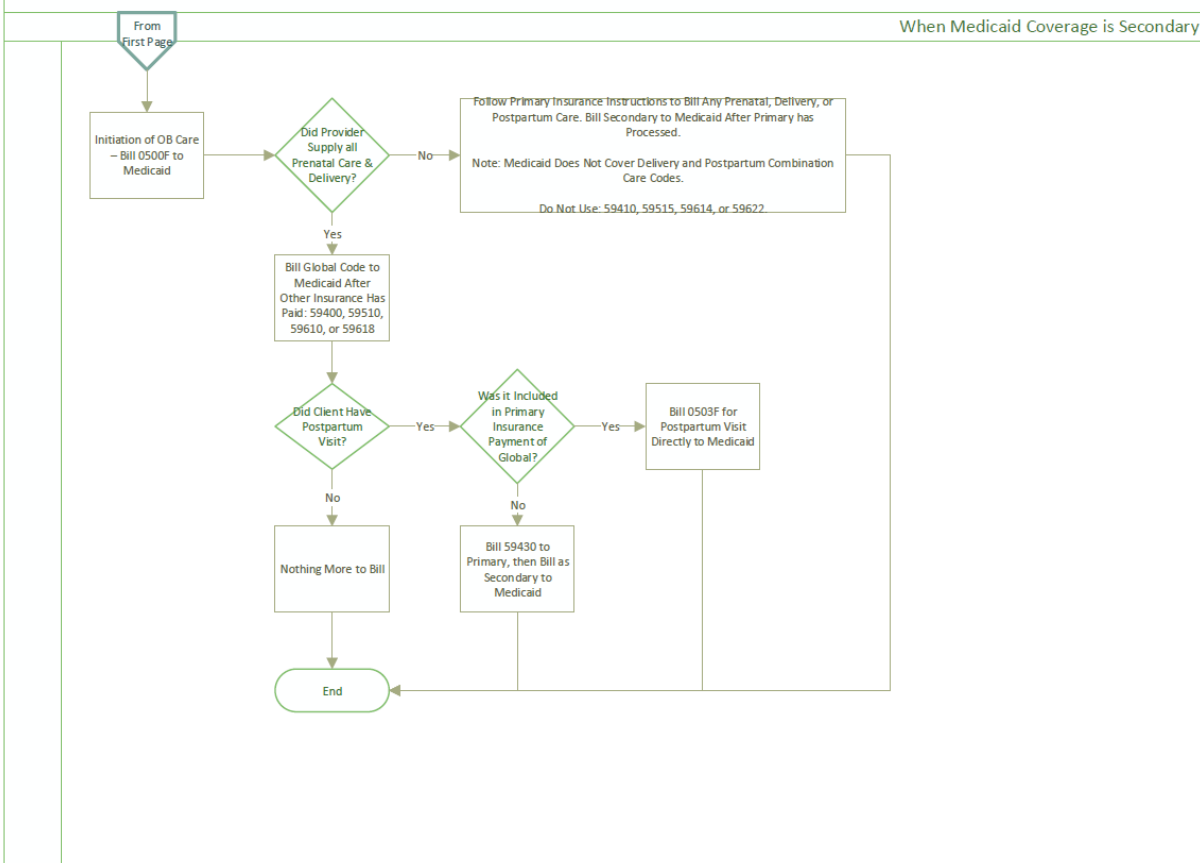 From
First Page
When Medicaid Coverage is Secondary
Initiation of OB Care
– Bill 0500F to
Medicaid
Did Provider
Supply all
Prenatal Care &
Delivery?
No
Follow Primary Insurance Instructions to Bill Any Prenatal, Delivery, or
Postpartum Care. Bill Secondary to Medicaid After Primary has
Processed.
Note: Medicaid Does Not Cover Delivery and Postpartum Combination
Care Codes.
Do Not Use: 59410, 59515, 59614, or 59622.
Yes
Bill Global Code to
Medicaid After
Other Insurance Has
Paid: 59400, 59510,
59610, or 59618
Did Client Have
Postpartum
Visit?
Yes
Was it Included
in Primary
Insurance
Payment of
Global?
Yes
Bill 0503F for
Postpartum Visit
Directly to Medicaid
No
No
Nothing More to Bill
Bill 59430 to
Primary, then Bill as
Secondary to
Medicaid
End